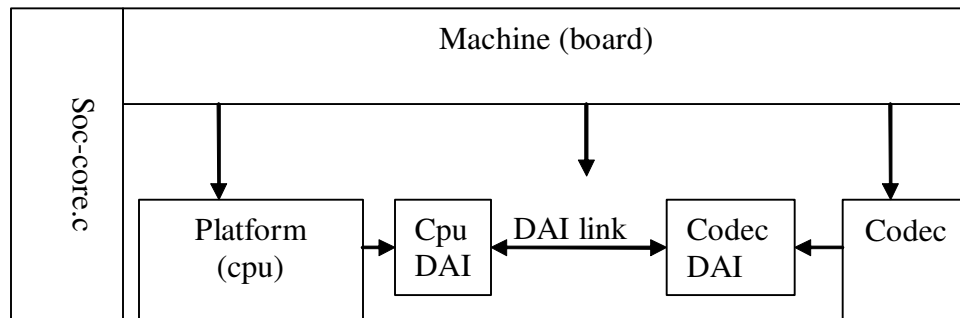 Soc-core.c
Machine (board)
Platform
(cpu)
Cpu
DAI
DAI link
Codec
DAI
Codec